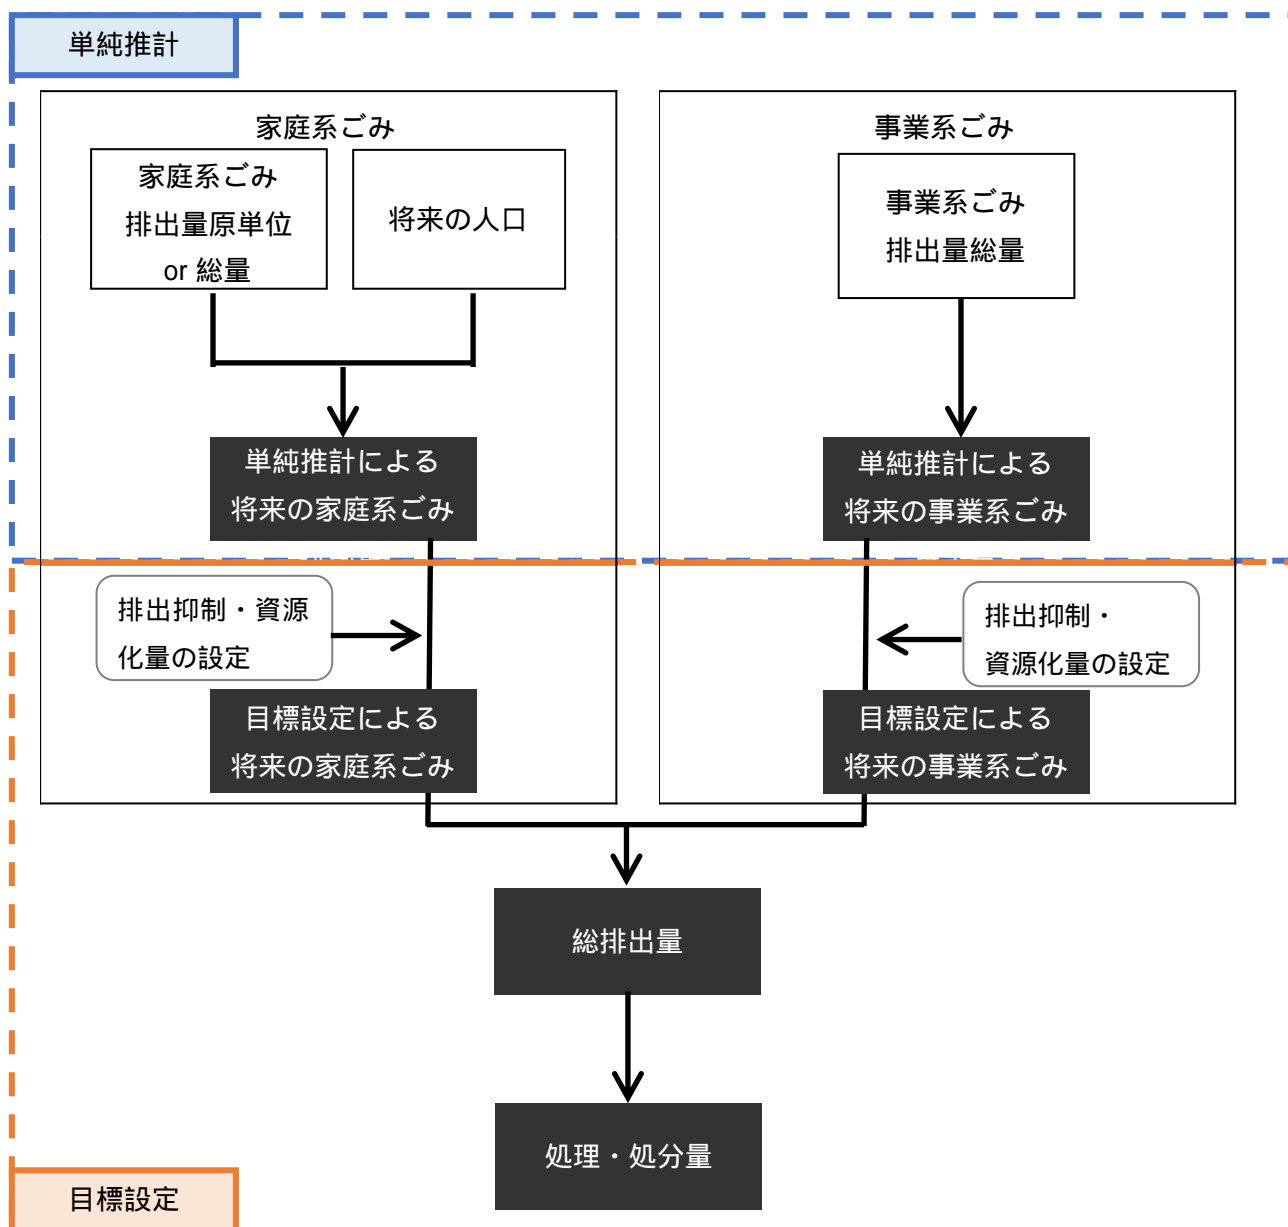 単純推計
家庭系ごみ
家庭系ごみ
排出量原単位
or 総量
将来の人口
単純推計による
将来の家庭系ごみ
排出抑制・資源
化量の設定
目標設定による
将来の家庭系ごみ
事業系ごみ
事業系ごみ
排出量総量
単純推計による
将来の事業系ごみ
排出抑制・
資源化量の設定
目標設定による
将来の事業系ごみ
総排出量
処理・処分量
目標設定